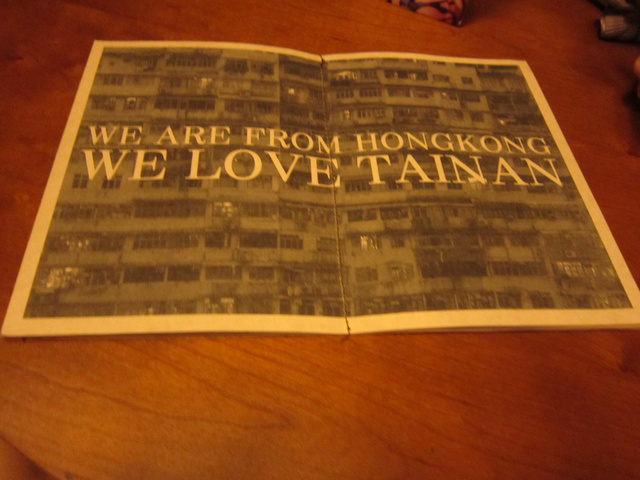 WE ARE FROM HONGKONG
WE LOVE TAINAN